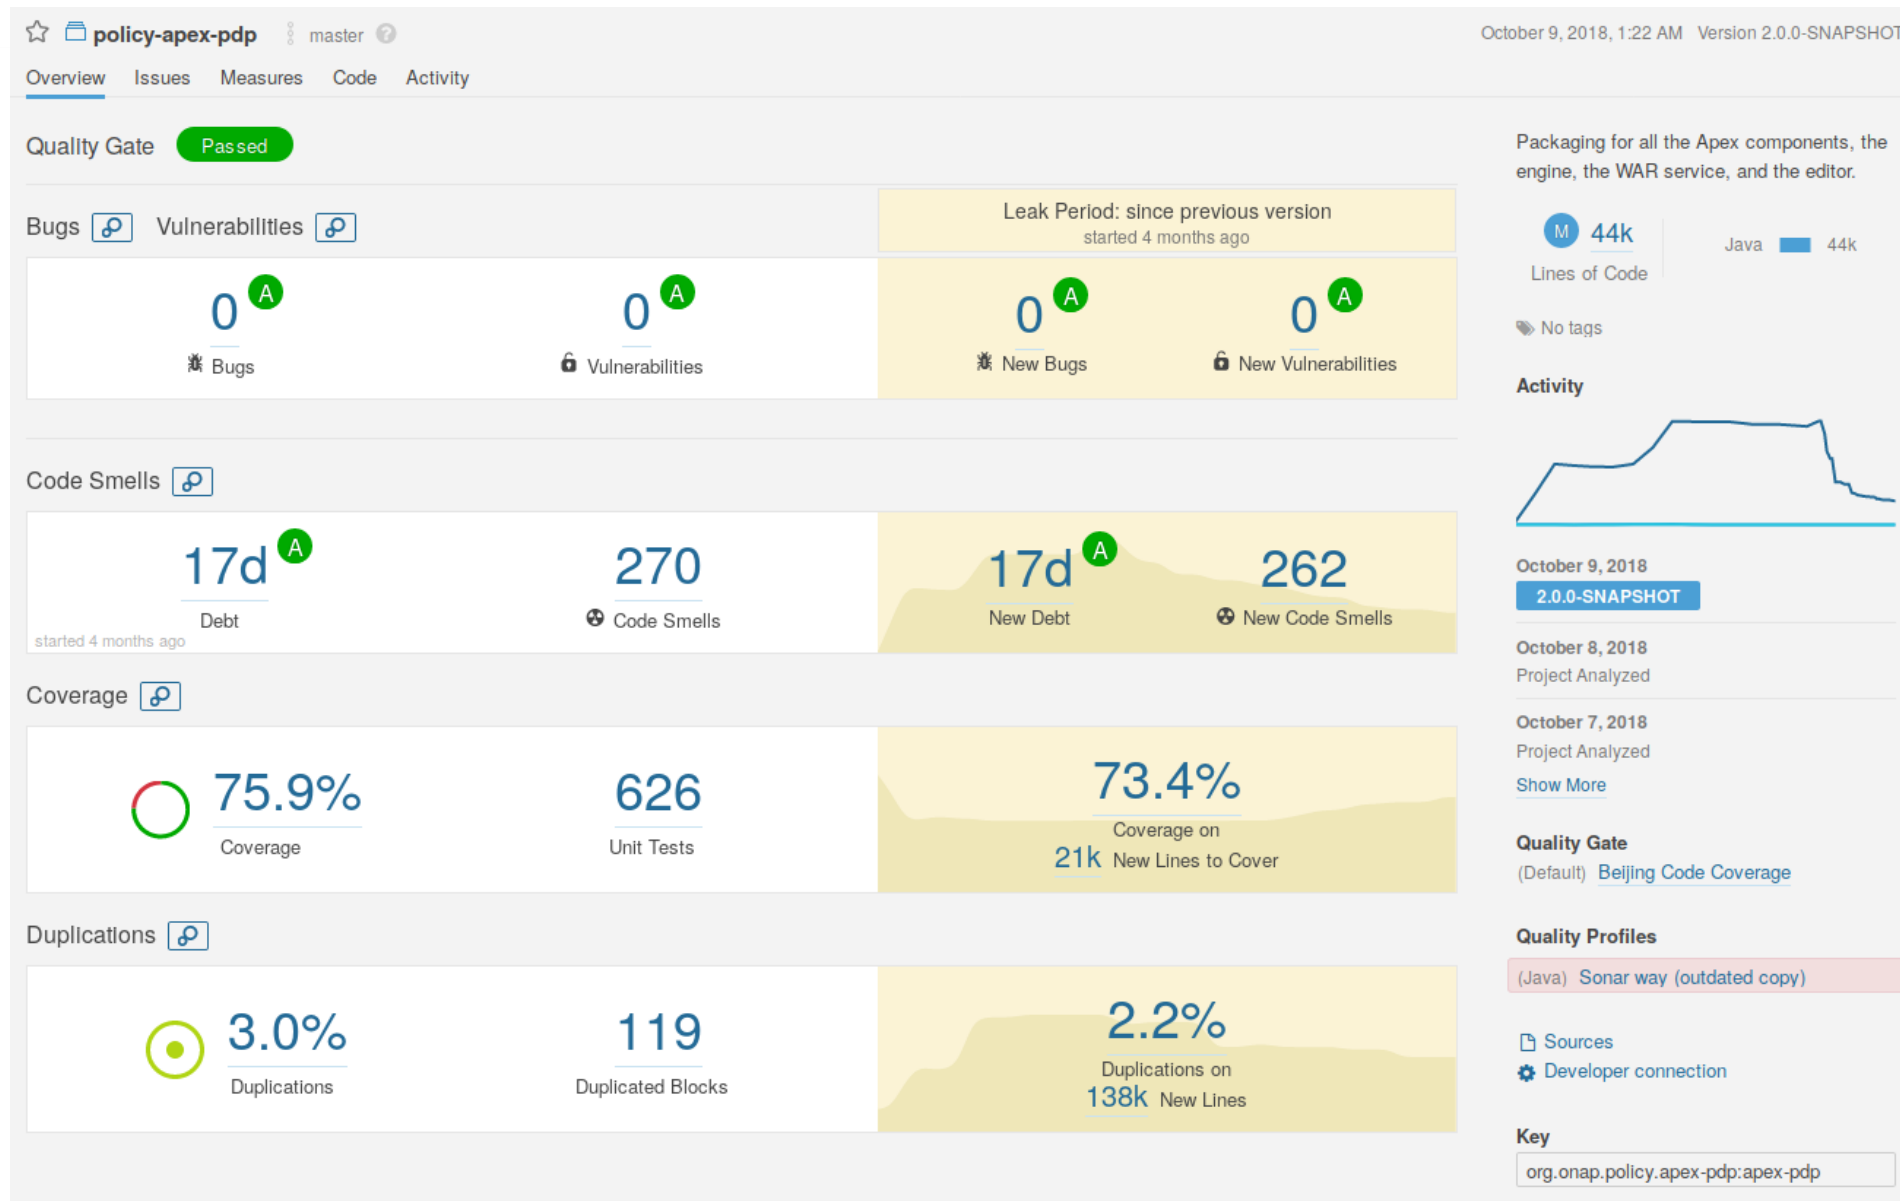 policy-apex-pdp master ? October 9, 2018, 1:22 AM Version 2.0.0-SNAPSHOT
Overview Issues Measures Code Activity
Quality Gate Passed
Bugs Vulnerabilities
Leak Period: since previous version
started 4 months ago
0 A 0 A 0 A 0 A
Bugs Vulnerabilities New Bugs New Vulnerabilities
Code Smells
17d A 270 17d A 262
Debt Code Smells New Debt New Code Smells
started 4 months ago
Coverage
75.9% 626 73.4%
Coverage Unit Tests Coverage on
21k New Lines to Cover
Duplications
3.0% 119 2.2%
Duplications Duplicated Blocks Duplications on
138k New Lines
Packaging for all the Apex components, the
engine, the WAR service, and the editor.
M 44k Java 44k
Lines of Code
No tags
Activity
October 9, 2018
2.0.0-SNAPSHOT
October 8, 2018
Project Analyzed
October 7, 2018
Project Analyzed
Show More
Quality Gate
(Default) Beijing Code Coverage
Quality Profiles
(Java) Sonar way (outdated copy)
Sources
Developer connection
Key
org.onap.policy.apex-pdp:apex-pdp